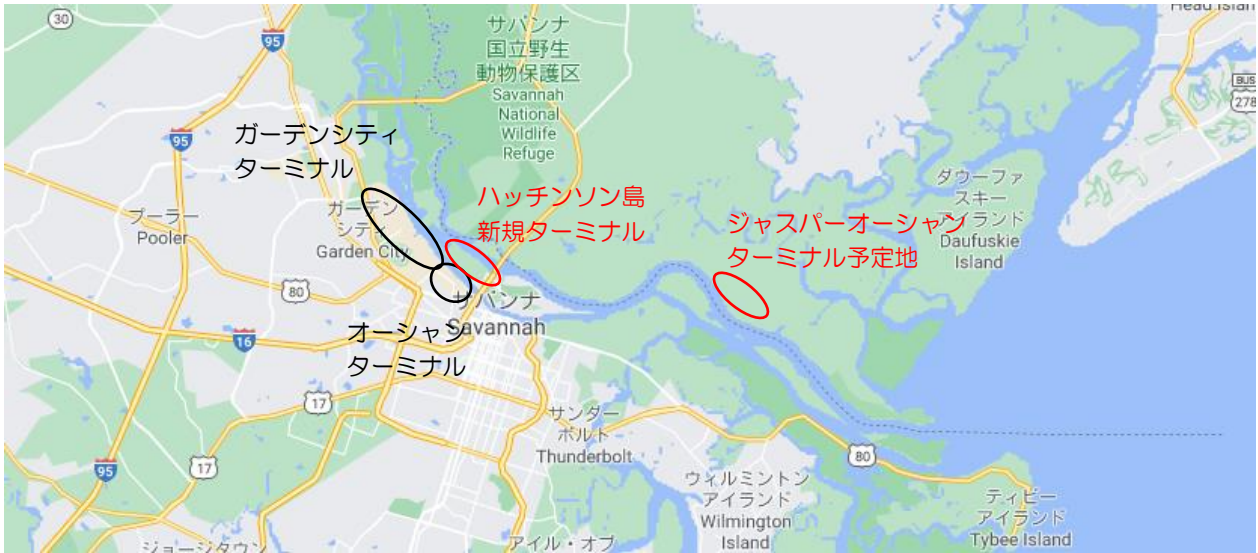 30
95
サバンナ
国立野生
動物保護区
Savannah
National
Wildlife
Refuge
Head Islan
BUS
278
95
ガーデンシティ
ターミナル
ハッチンソン島
新規ターミナル
ジャスパーオーシャン
ターミナル予定地
ダウーファ
スキー
アイランド
Daufuskie
Island
プーラー
Pooler
ガーデン
シティ
Garden City
80
サバンナ
Savannah
16
オーシャン
ターミナル
17
サンダー
ボルト
Thunderbolt
80
17
95
ウィルミントン
アイランド
Wilmington
Island
ティビー
アイランド
Tybee Island
ジョージタウン
アイル・オブ